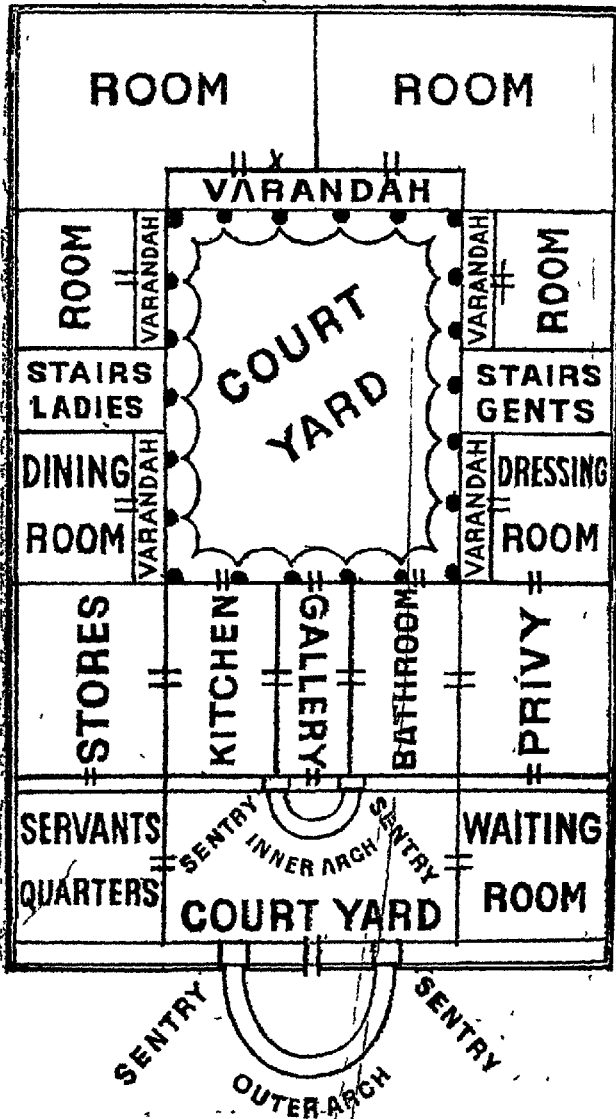 ROOM
ROOM
VARANDAH
ROOM
VARANDAH
COURT
YARD
VARANDAH
ROOM
STAIRS
LADIES
STAIRS
GENTS
DINING
ROOM
VARANDAH
VARANDAH
DRESSING
ROOM
STORES
KITCHEN
GALLERY
BATHROOM
PRIVY
SERVANTS
QUARTERS
SENTRY
INNER ARCH
SENTRY
WAITING
ROOM
COURT YARD
SENTRY
OUTER ARCH
SENTRY